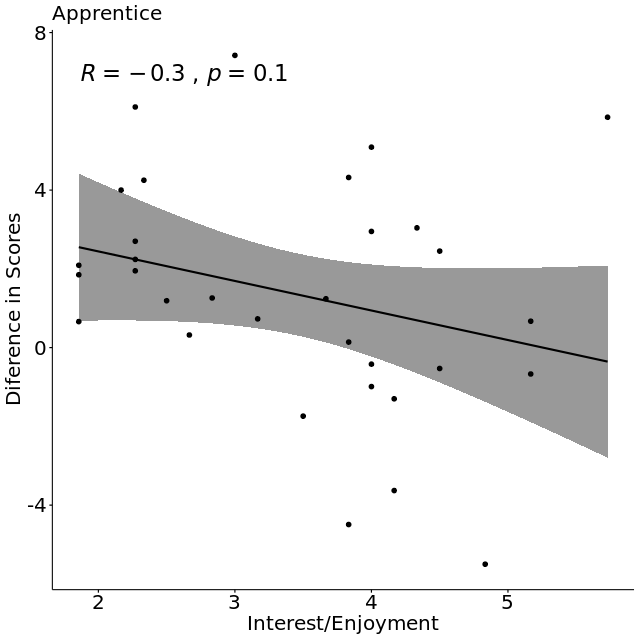 Apprentice
R = −0.3 , p = 0.1
8
4
0
-4
Diference in Scores
2 3 4 5
Interest/Enjoyment